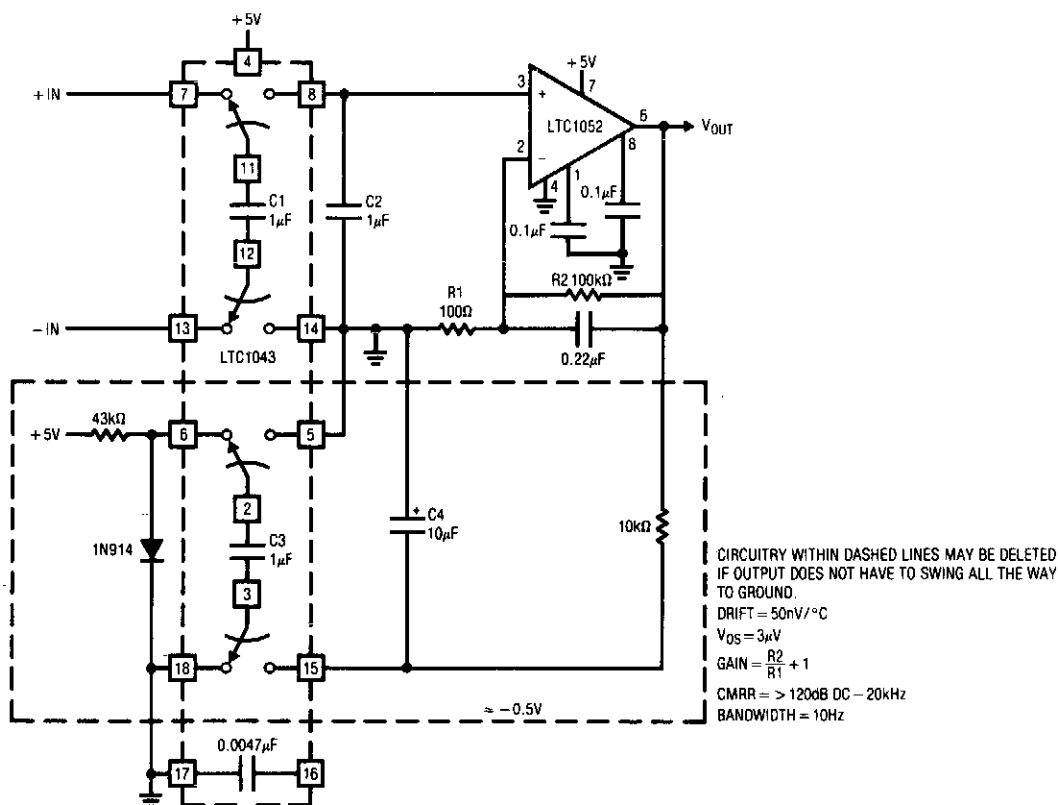 +5V
4
+IN
7
8
11
C1
1µF
12
-IN
13
14
LTC1043
C2
1µF
+5V
7
3
+
LTC1052
6
VOUT
2
−
8
4
1
0.1µF
0.1µF
R1
100Ω
R2 100kΩ
0.22µF
+5V
43kΩ
6
5
2
C3
1µF
3
1N914
18
15
+
C4
10µF
10kΩ
≈ −0.5V
0.0047µF
17
16
CIRCUITRY WITHIN DASHED LINES MAY BE DELETED
IF OUTPUT DOES NOT HAVE TO SWING ALL THE WAY
TO GROUND.
DRIFT = 50nV/°C
VOS = 3µV
GAIN = R2/R1 + 1
CMRR = > 120dB DC – 20kHz
BANDWIDTH = 10Hz